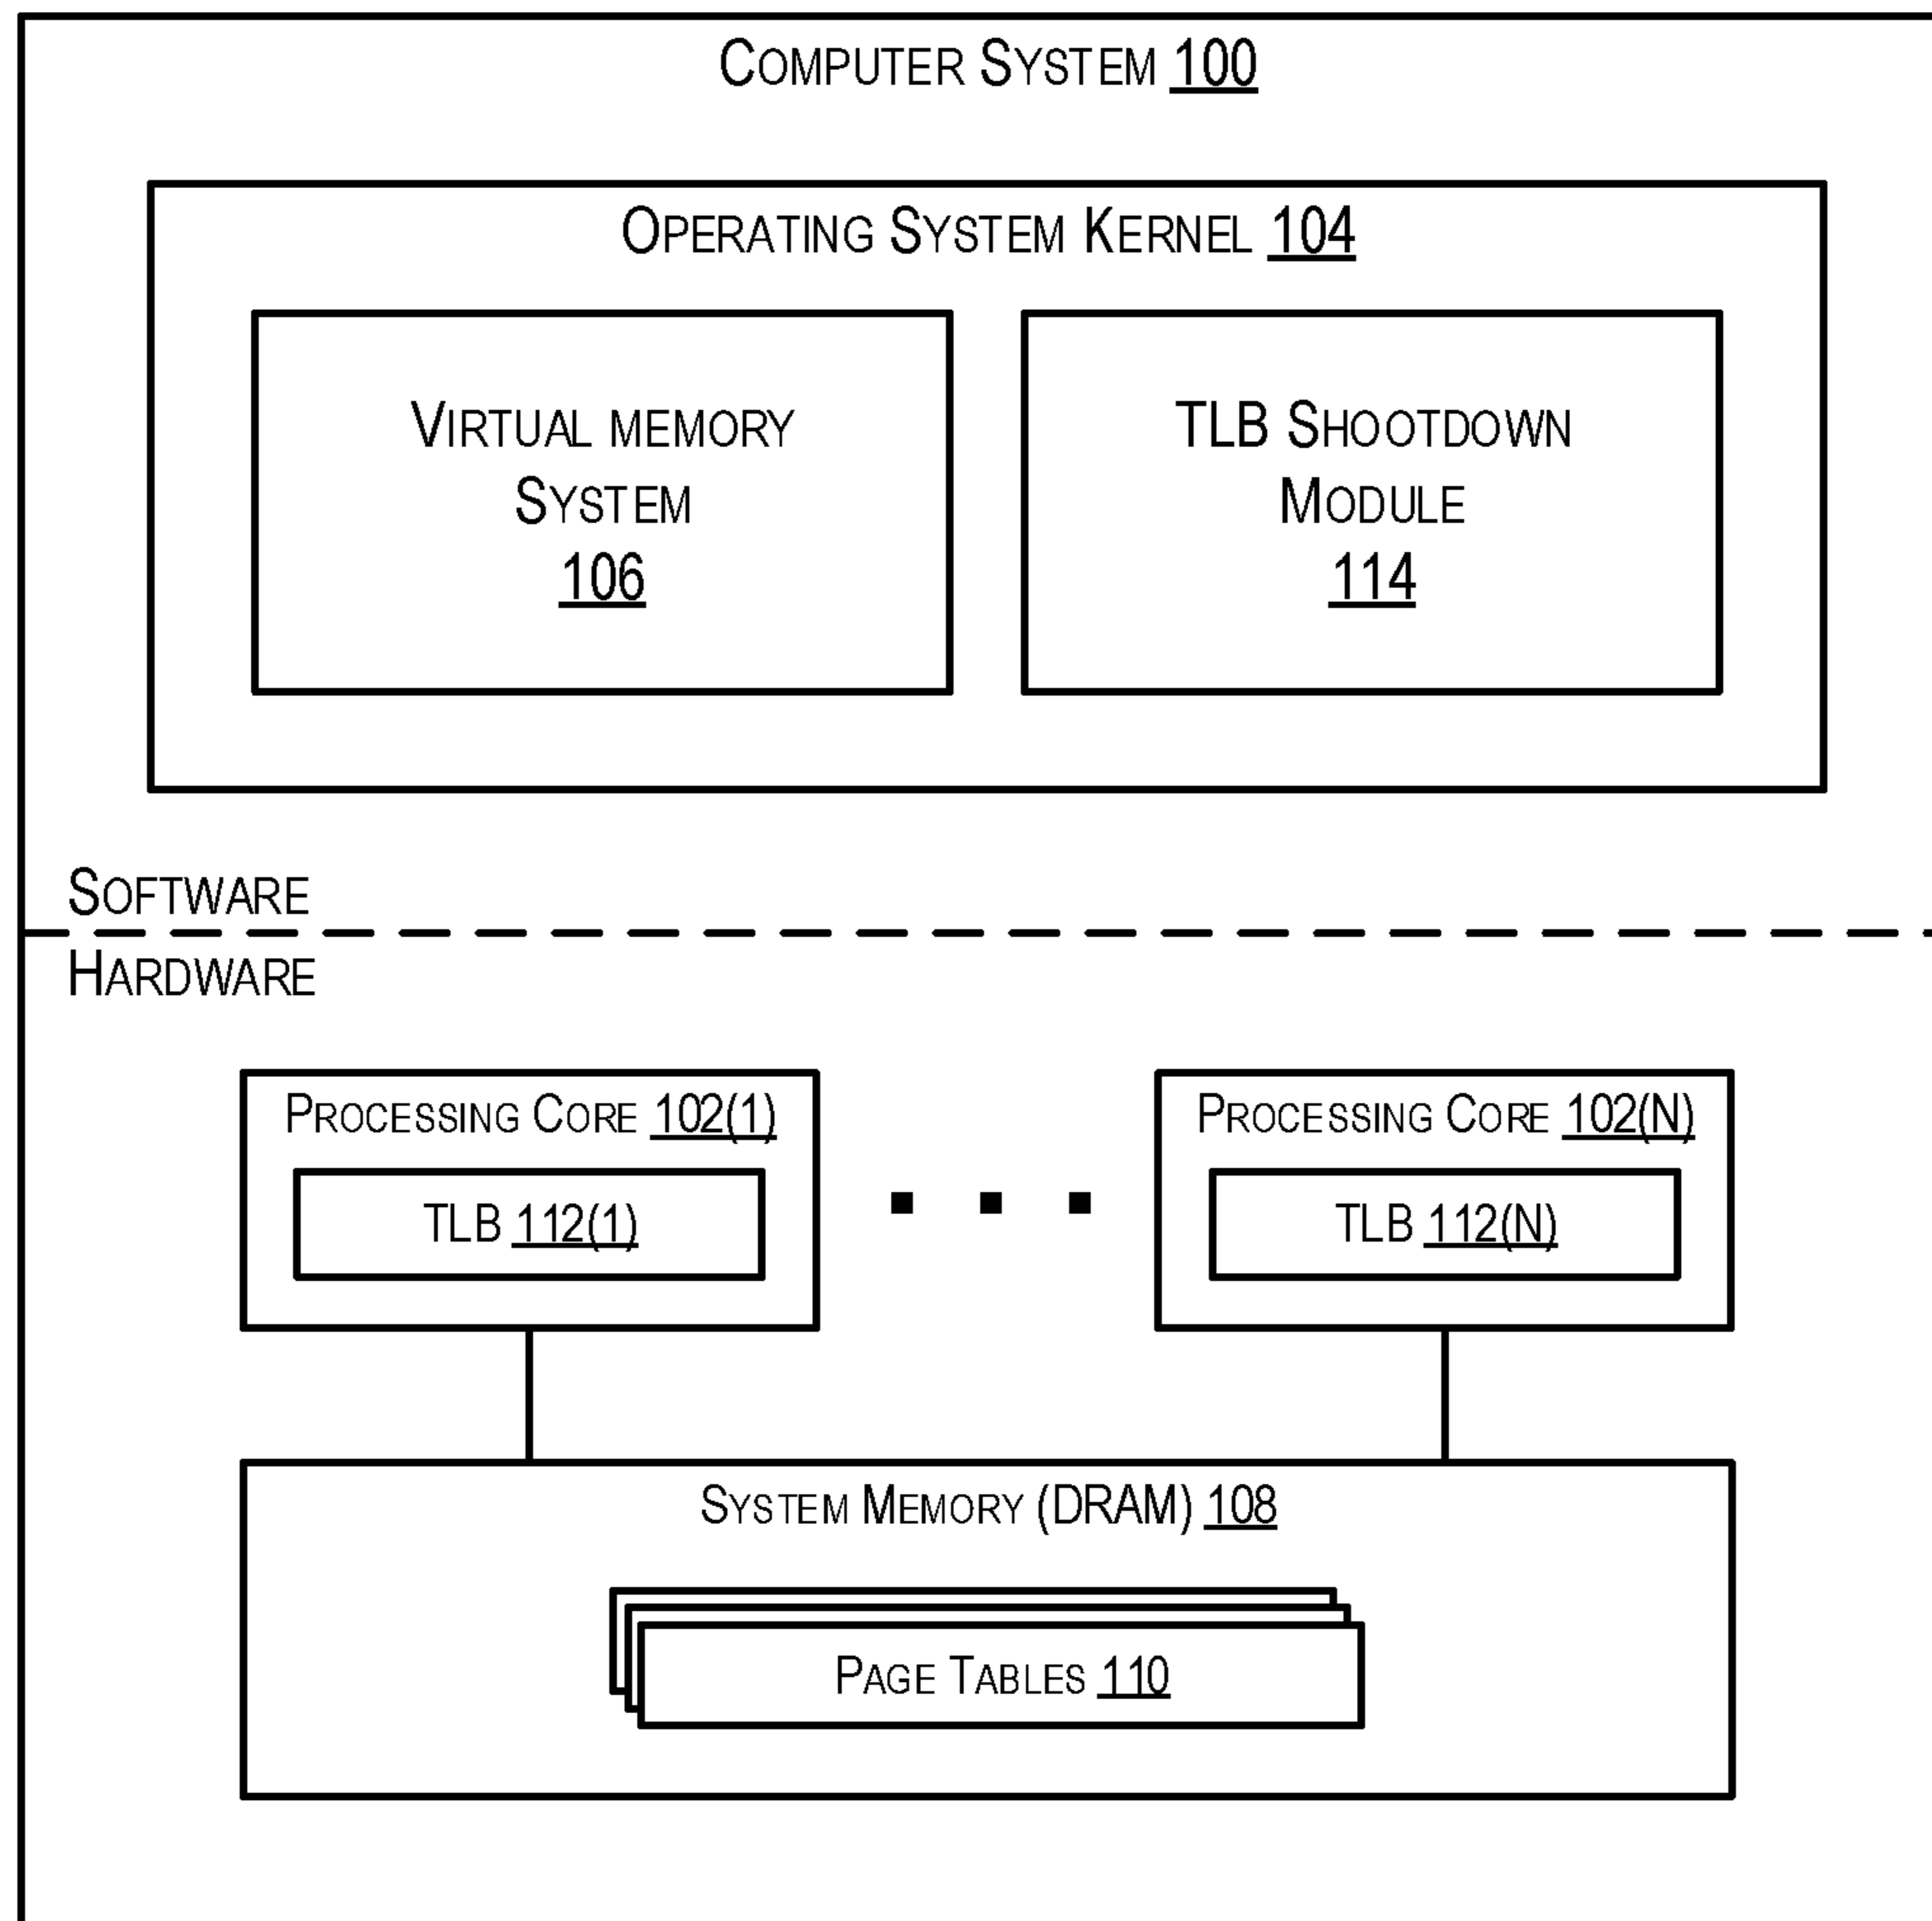 COMPUTER SYSTEM 100
OPERATING SYSTEM KERNEL 104
VIRTUAL MEMORY
SYSTEM
106
TLB SHOOTDOWN
MODULE
114
SOFTWARE
HARDWARE
PROCESSING CORE 102(1)
TLB 112(1)
PROCESSING CORE 102(N)
TLB 112(N)
SYSTEM MEMORY (DRAM) 108
PAGE TABLES 110